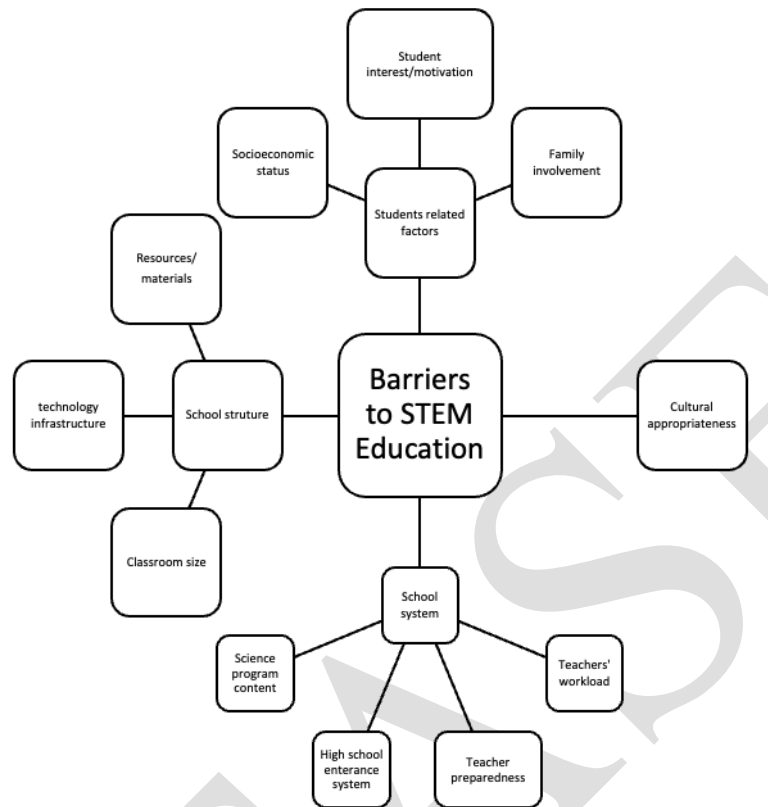 Student
interest/motivation
Socioeconomic
status
Family
involvement
Students related
factors
Resources/
materials
technology
infrastructure
School struture
Barriers
to STEM
Education
Cultural
appropriateness
Classroom size
School
system
Science
program
content
Teachers'
workload
High school
enterance
system
Teacher
preparedness